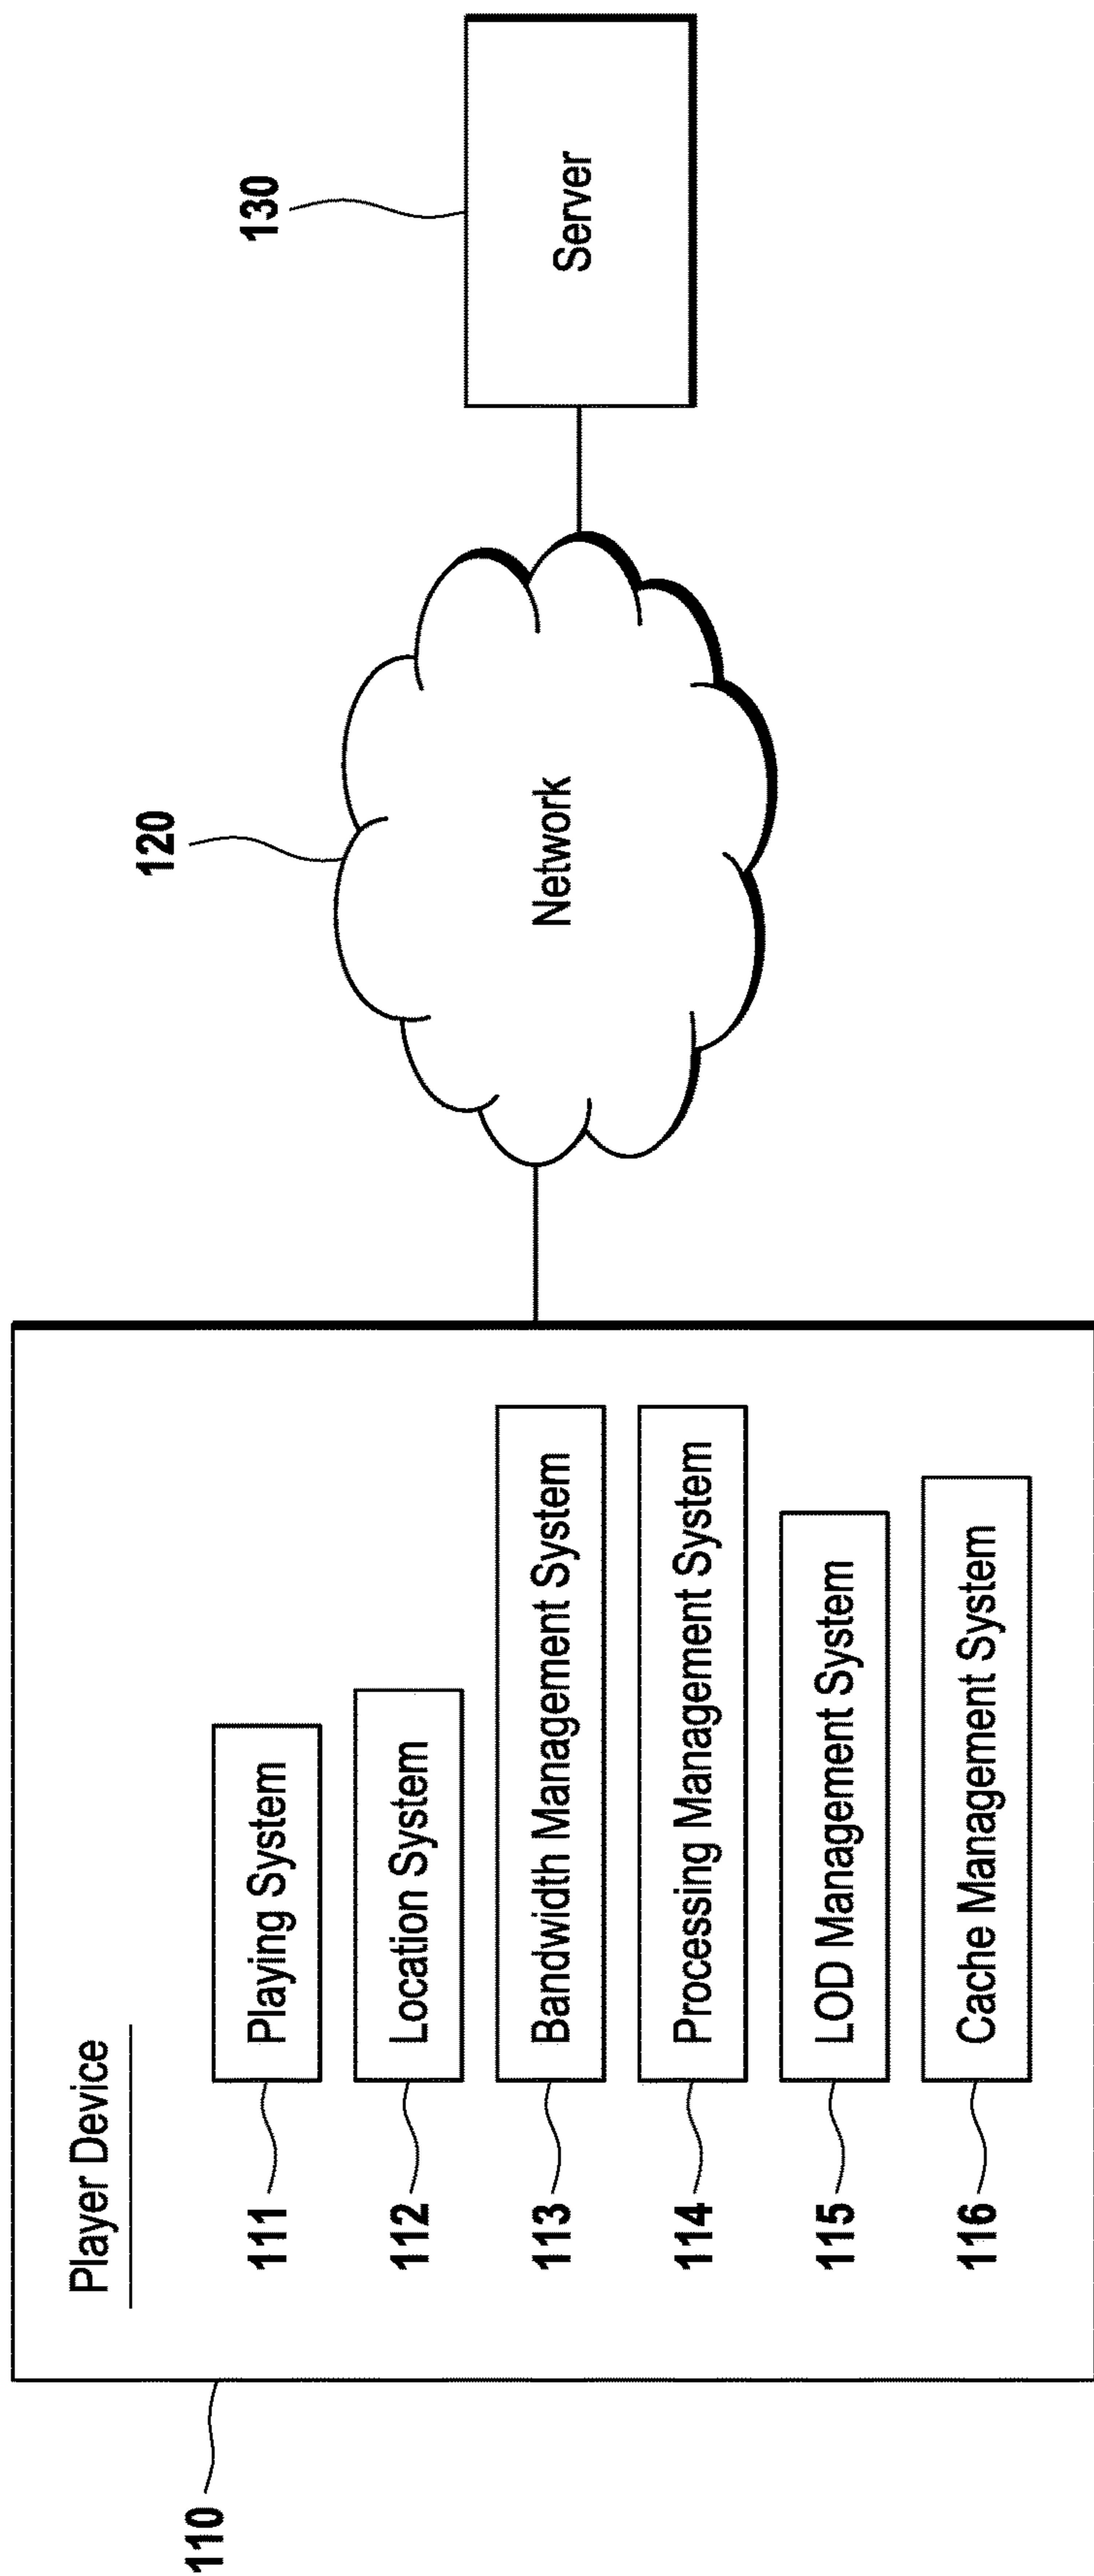 110
Player Device
111
Playing System
112
Location System
113
Bandwidth Management System
114
Processing Management System
115
LOD Management System
116
Cache Management System
120
Network
130
Server